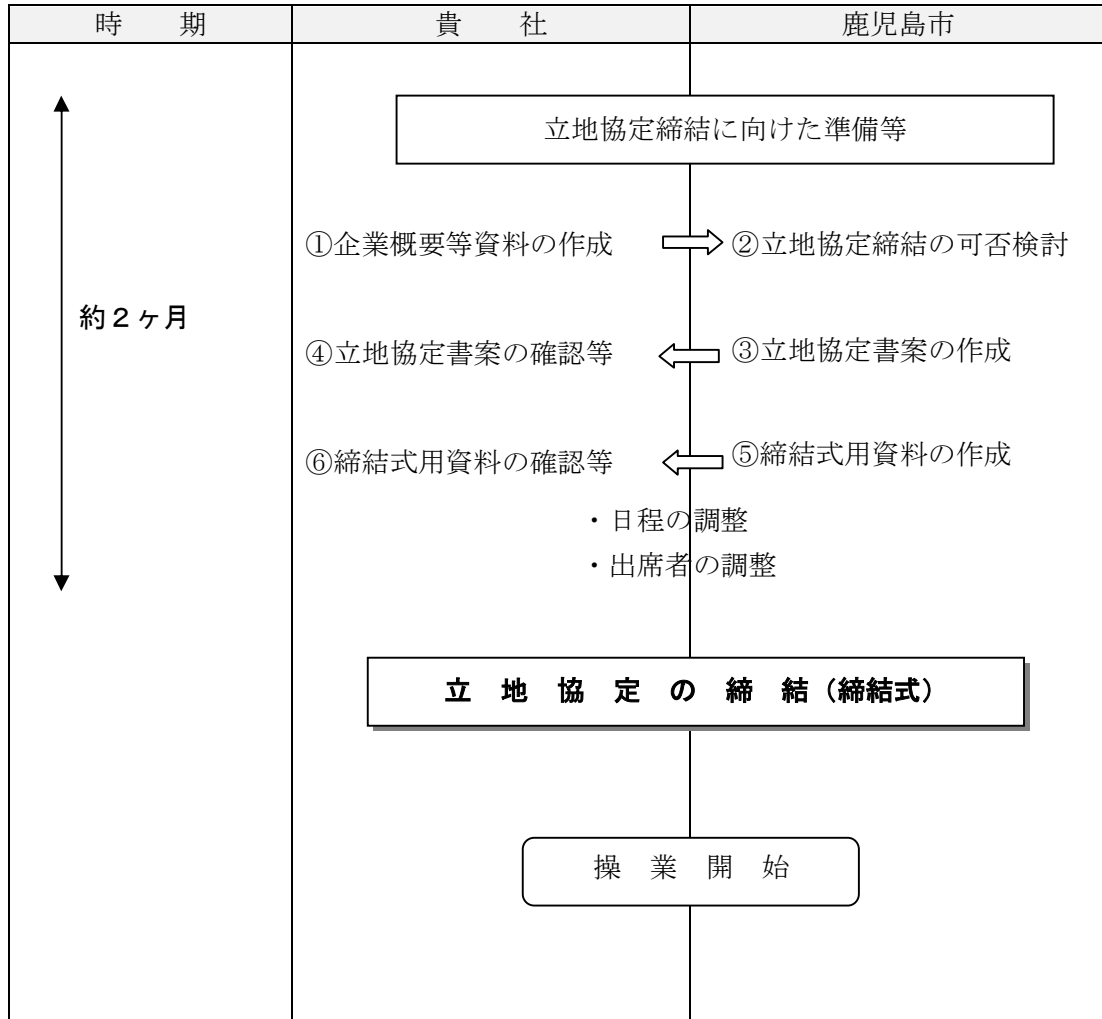 時　期　貴　社　鹿児島市
立地協定締結に向けた準備等
①企業概要等資料の作成　②立地協定締結の可否検討
約２ヶ月
④立地協定書案の確認等　③立地協定書案の作成
⑥締結式用資料の確認等　⑤締結式用資料の作成
・日程の調整
・出席者の調整
立　地　協　定　の　締　結（締結式）
操　業　開　始